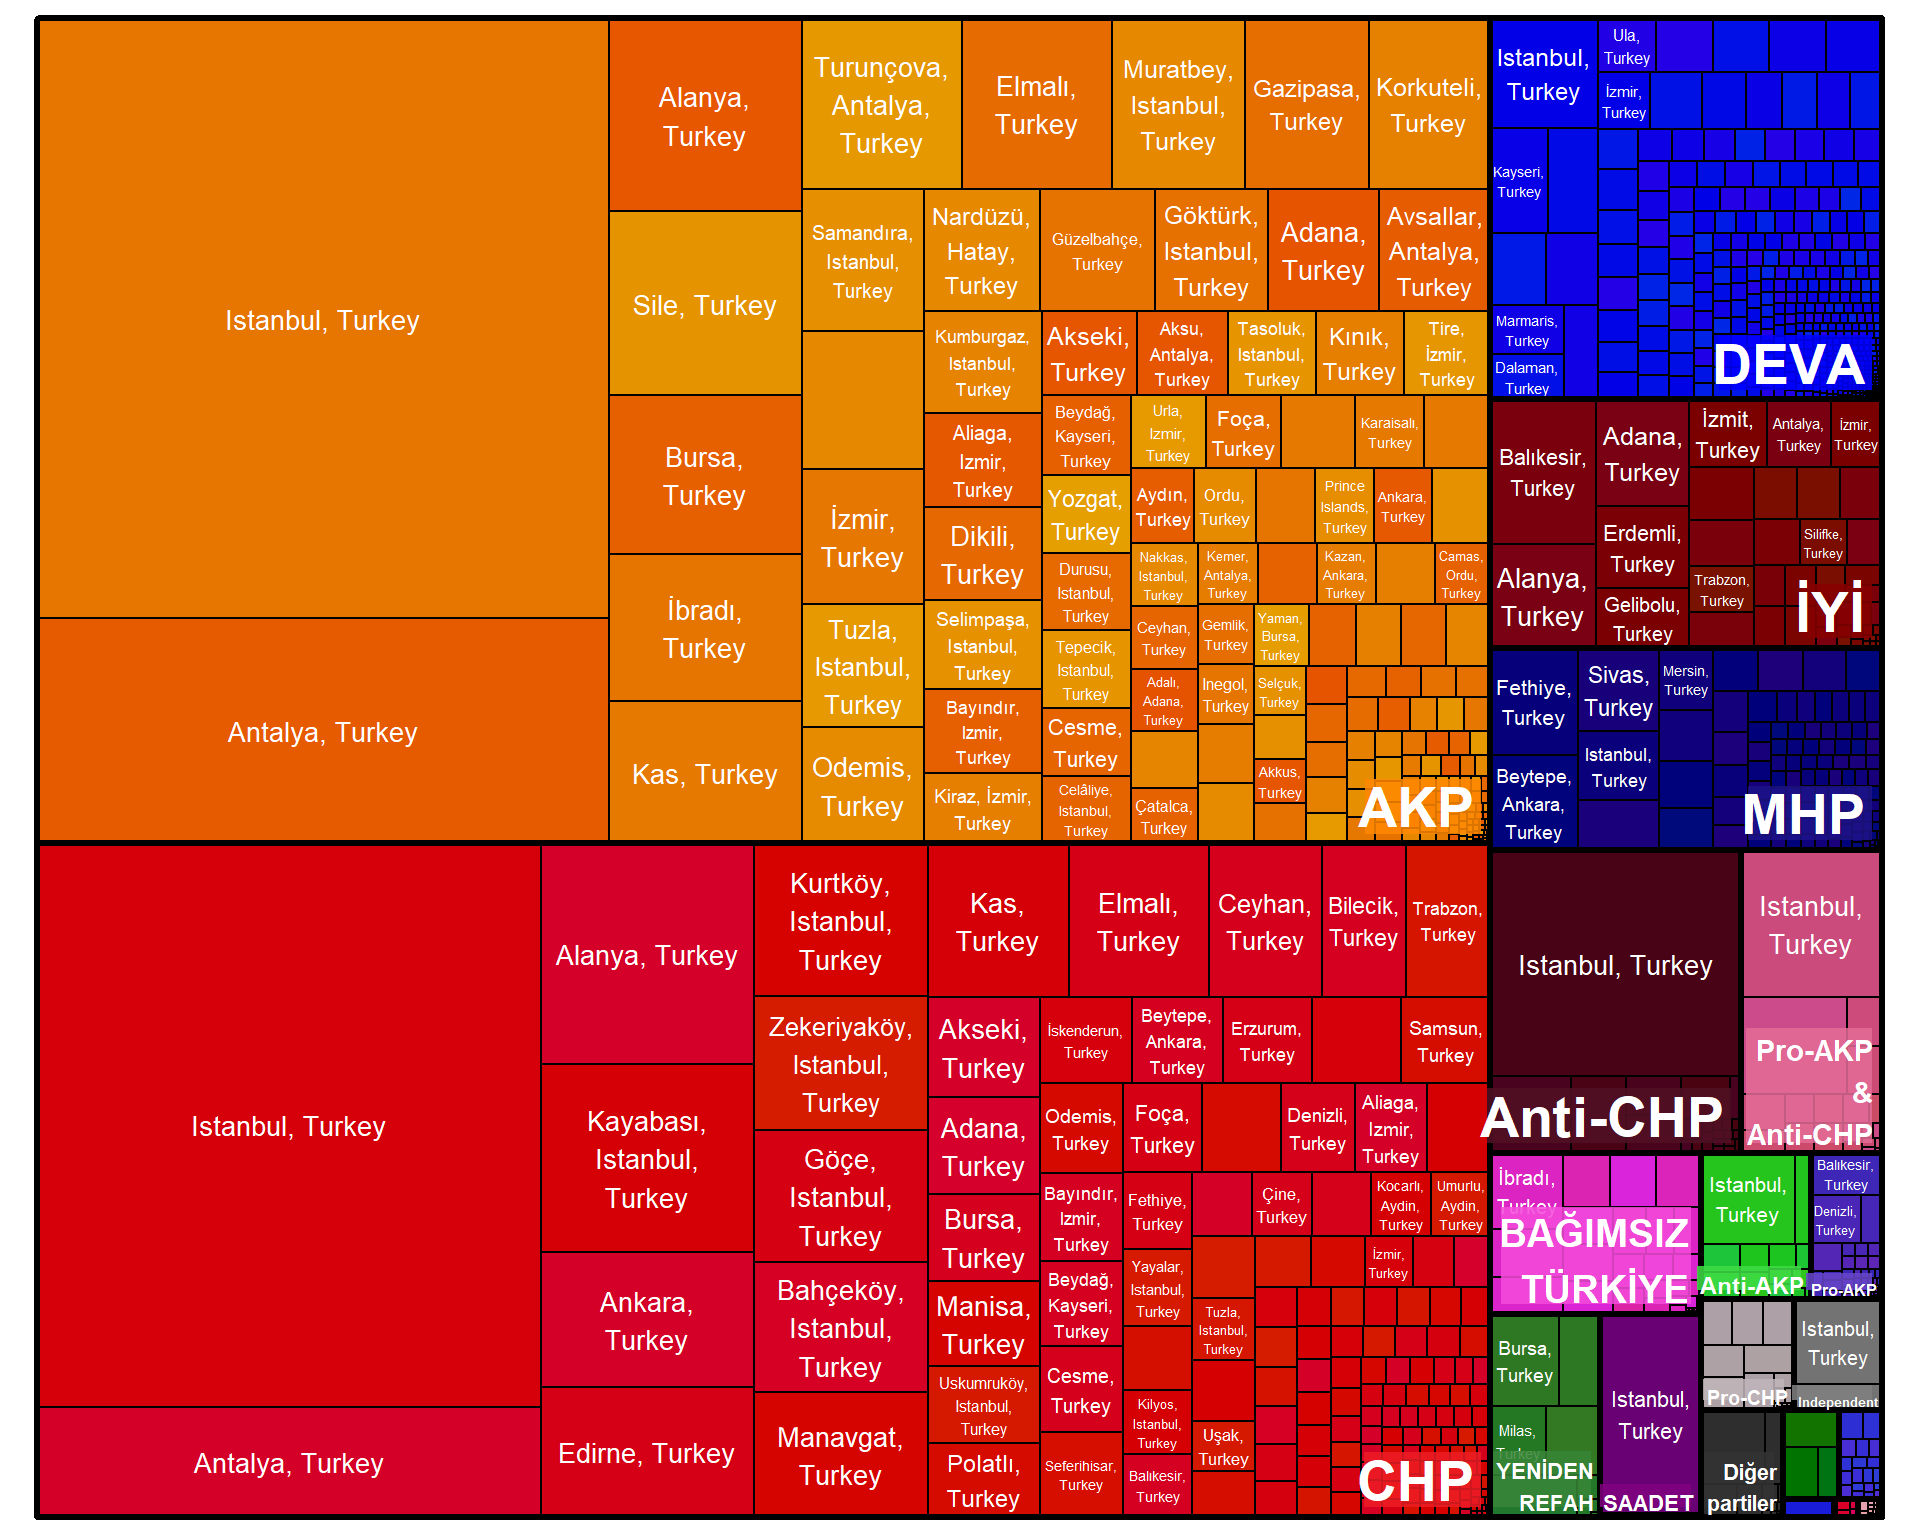 Istanbul, Turkey
Antalya, Turkey
Alanya,
Turkey
Sile, Turkey
Bursa,
Turkey
İbradı,
Turkey
Kas, Turkey
Turunçova,
Antalya,
Turkey
Elmalı,
Turkey
Muratbey,
Istanbul,
Turkey
Gazipasa,
Turkey
Korkuteli,
Turkey
Samandıra,
Istanbul,
Turkey
İzmir,
Turkey
Tuzla,
Istanbul,
Turkey
Odemis,
Turkey
Nardüzü,
Hatay,
Turkey
Güzelbahçe,
Turkey
Göktürk,
Istanbul,
Turkey
Adana,
Turkey
Avsallar,
Antalya,
Turkey
Kumburgaz,
Istanbul,
Turkey
Aliaga,
Izmir,
Turkey
Dikili,
Turkey
Selimpaşa,
Istanbul,
Turkey
Bayındır,
Izmir,
Turkey
Kiraz, İzmir,
Turkey
Akseki,
Turkey
Aksu,
Antalya,
Turkey
Tasoluk,
Istanbul,
Turkey
Kınık,
Turkey
Tire,
İzmir,
Turkey
Beydağ,
Kayseri,
Turkey
Yozgat,
Turkey
Durusu,
Istanbul,
Turkey
Tepecik,
Istanbul,
Turkey
Cesme,
Turkey
Celâliye,
Istanbul,
Turkey
Urla,
Izmir,
Turkey
Foça,
Turkey
Karaisalı,
Turkey
Aydın,
Turkey
Ordu,
Turkey
Prince
Islands,
Turkey
Ankara,
Turkey
Nakkas,
Istanbul,
Turkey
Kemer,
Antalya,
Turkey
Kazan,
Ankara,
Turkey
Camas,
Ordu,
Turkey
Ceyhan,
Turkey
Gemlik,
Turkey
Yaman,
Bursa,
Turkey
Adalı,
Adana,
Turkey
Inegol,
Turkey
Selçuk,
Turkey
Akkus,
Turkey
Çatalca,
Turkey
AKP
Istanbul, Turkey
Antalya, Turkey
Alanya, Turkey
Kayabası,
Istanbul,
Turkey
Ankara,
Turkey
Edirne, Turkey
Kurtköy,
Istanbul,
Turkey
Zekeriyaköy,
Istanbul,
Turkey
Göçe,
Istanbul,
Turkey
Bahçeköy,
Istanbul,
Turkey
Manavgat,
Turkey
Kas,
Turkey
Elmalı,
Turkey
Ceyhan,
Turkey
Bilecik,
Turkey
Trabzon,
Turkey
Akseki,
Turkey
Adana,
Turkey
Bursa,
Turkey
Manisa,
Turkey
Uskumruköy,
Istanbul,
Turkey
Polatlı,
Turkey
İskenderun,
Turkey
Beytepe,
Ankara,
Turkey
Erzurum,
Turkey
Samsun,
Turkey
Odemis,
Turkey
Foça,
Turkey
Denizli,
Turkey
Aliaga,
Izmir,
Turkey
Bayındır,
Izmir,
Turkey
Beydağ,
Kayseri,
Turkey
Cesme,
Turkey
Seferihisar,
Turkey
Fethiye,
Turkey
Çine,
Turkey
Kocarlı,
Aydin,
Turkey
Umurlu,
Aydin,
Turkey
Yayalar,
Istanbul,
Turkey
İzmir,
Turkey
Tuzla,
Istanbul,
Turkey
Kilyos,
Istanbul,
Turkey
Uşak,
Turkey
Balıkesir,
Turkey
CHP
Istanbul,
Turkey
Ula,
Turkey
İzmir,
Turkey
Kayseri,
Turkey
Marmaris,
Turkey
Dalaman,
Turkey
DEVA
Balıkesir,
Turkey
Alanya,
Turkey
Adana,
Turkey
Erdemli,
Turkey
Gelibolu,
Turkey
İzmit,
Turkey
Antalya,
Turkey
İzmir,
Turkey
Silifke,
Turkey
Trabzon,
Turkey
İYİ
Fethiye,
Turkey
Beytepe,
Ankara,
Turkey
Sivas,
Turkey
Istanbul,
Turkey
Mersin,
Turkey
MHP
Istanbul, Turkey
Anti-CHP
Istanbul,
Turkey
Pro-AKP
&
Anti-CHP
İbradı,
Turkey
BAĞIMSIZ
TÜRKİYE
Istanbul,
Turkey
Anti-AKP
Balıkesir,
Turkey
Denizli,
Turkey
Pro-AKP
Bursa,
Turkey
Milas,
Turkey
YENİDEN
REFAH
Istanbul,
Turkey
SAADET
Pro-CHP
Istanbul,
Turkey
Independent
Diğer
partiler